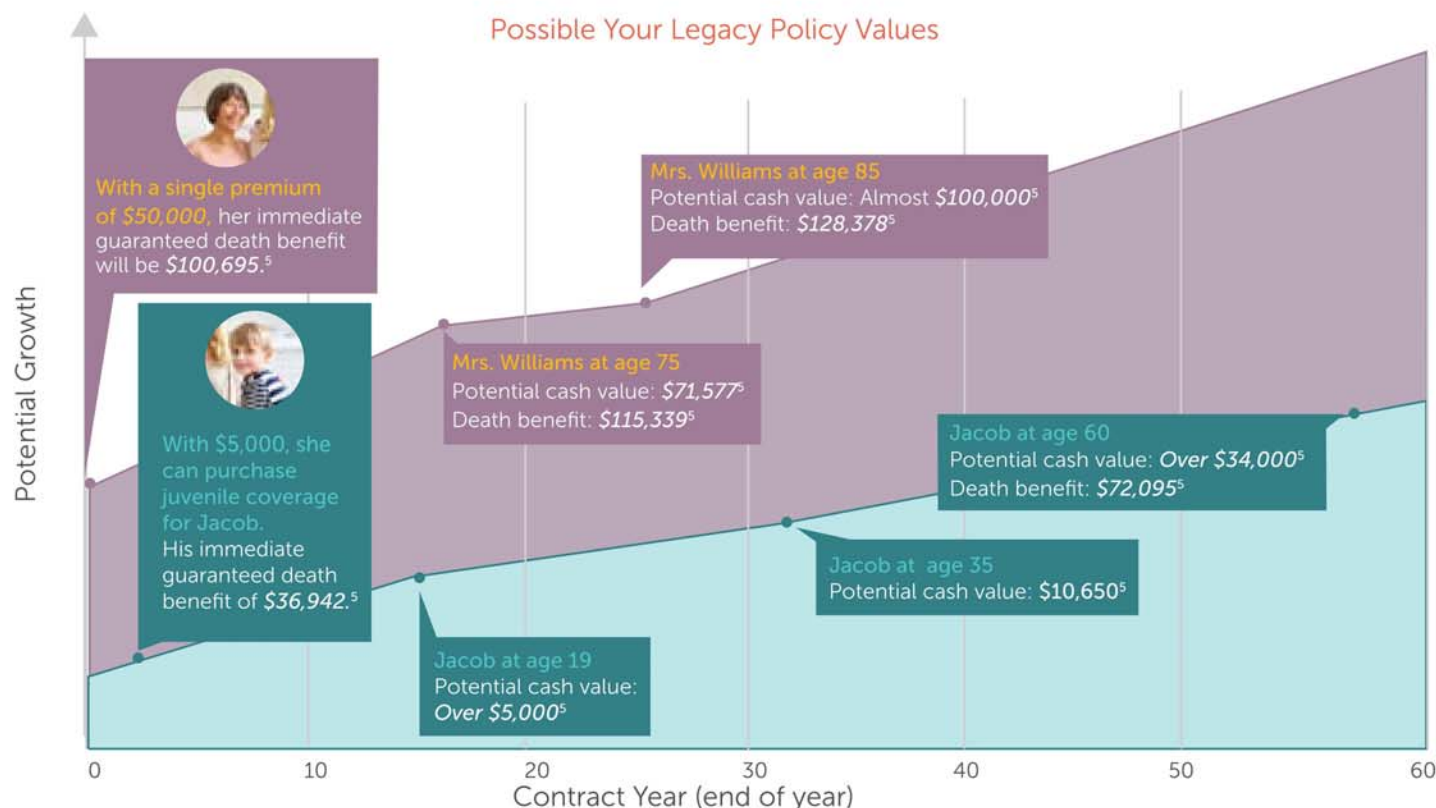 Possible Your Legacy Policy Values
With a single premium
of $50,000, her immediate
guaranteed death benefit
will be $100,695.⁵
With $5,000, she
can purchase
juvenile coverage
for Jacob.
His immediate
guaranteed death
benefit of $36,942.⁵
Mrs. Williams at age 85
Potential cash value: Almost $100,000⁵
Death benefit: $128,378⁵
Mrs. Williams at age 75
Potential cash value: $71,577⁵
Death benefit: $115,339⁵
Jacob at age 60
Potential cash value: Over $34,000⁵
Death benefit: $72,095⁵
Jacob at age 35
Potential cash value: $10,650⁵
Jacob at age 19
Potential cash value:
Over $5,000⁵
Potential Growth
0 10 20 30 40 50 60
Contract Year (end of year)